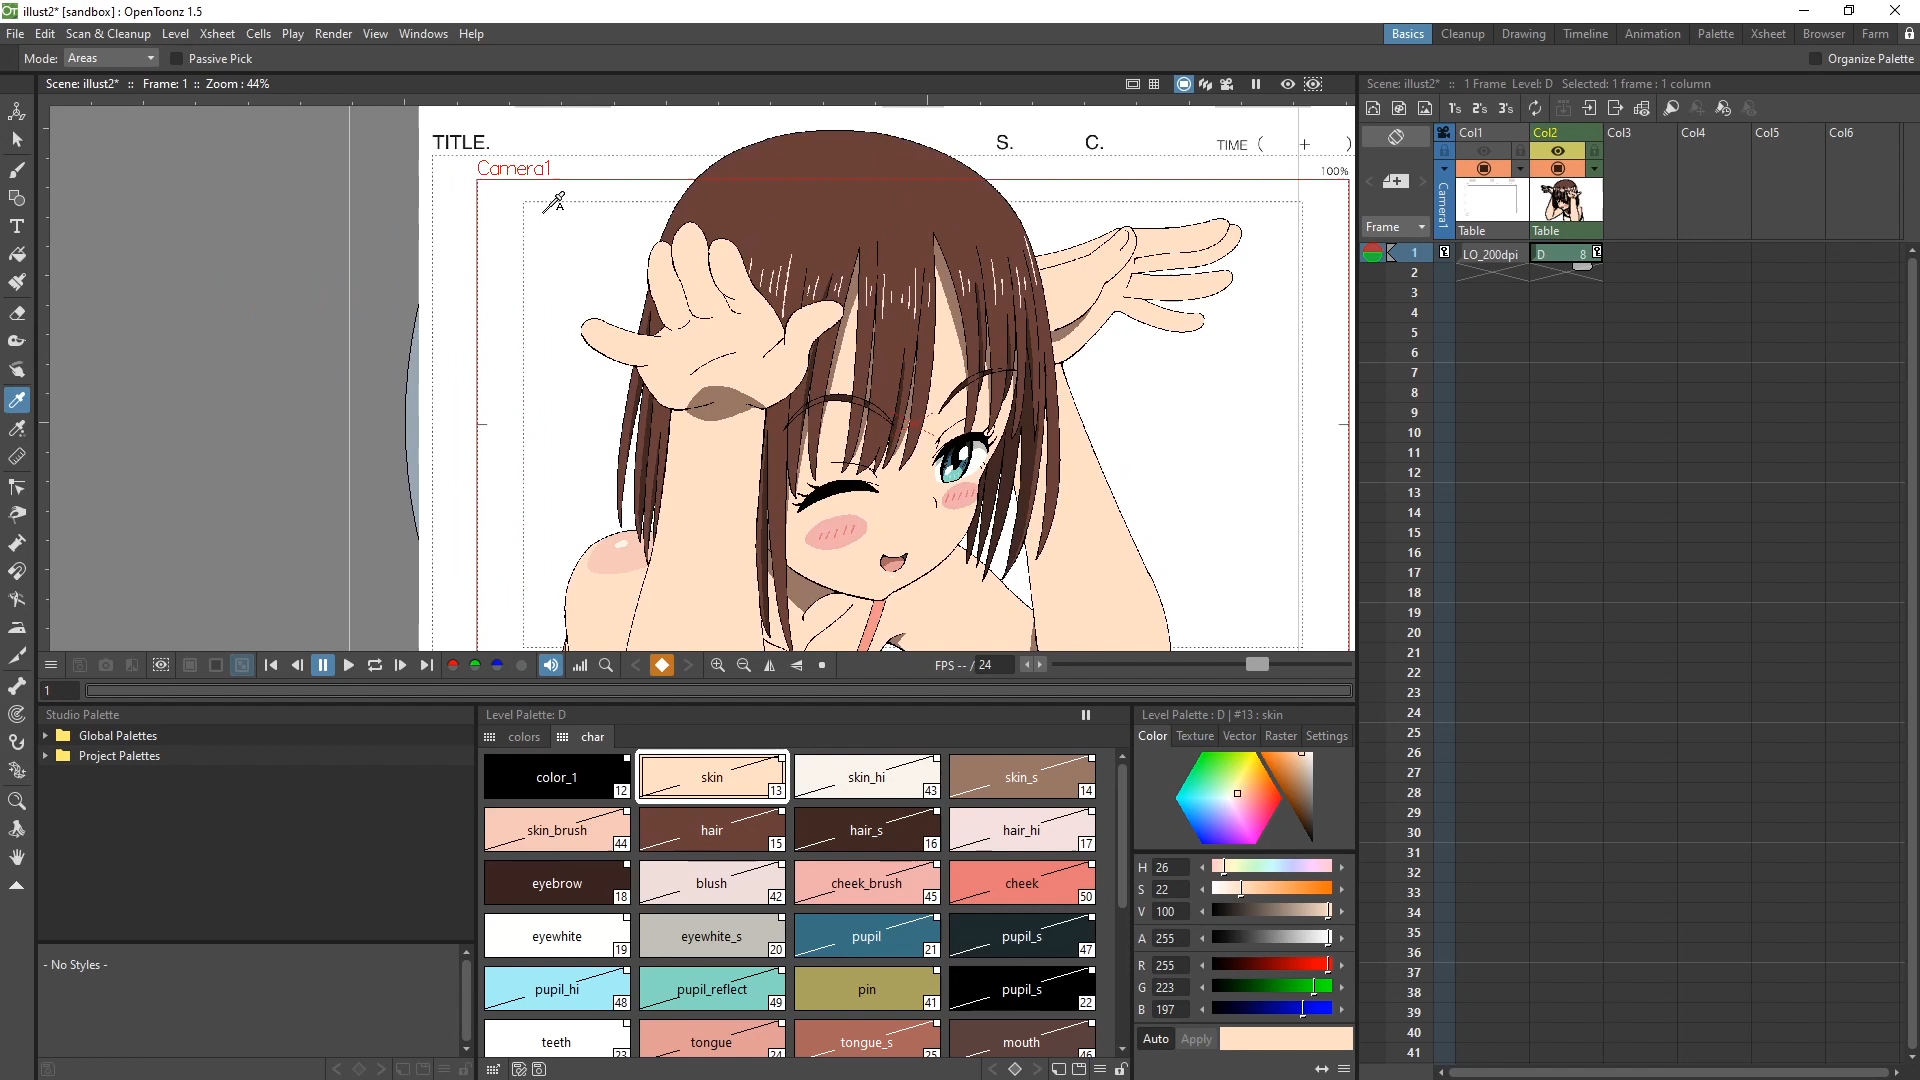 illust2* [sandbox] : OpenToonz 1.5
File Edit Scan & Cleanup Level Xsheet Cells Play Render View Windows Help
Basics Cleanup Drawing Timeline Animation Palette Xsheet Browser Farm
Mode: Areas Passive Pick
Organize Palette
Scene: illust2* :: Frame: 1 :: Zoom : 44%
Scene: illust2* :: 1 Frame Level: D Selected: 1 frame : 1 column
1's 2's 3's
TITLE. S. C. TIME ( + )
Camera1
100%
A
Col1 Col2 Col3 Col4 Col5 Col6
Camera1
Frame
Table Table
1 LO_200dpi D 8
2
3
4
5
6
7
8
9
10
11
12
13
14
15
16
17
18
19
20
21
22
23
24
25
26
27
28
29
30
31
32
33
34
35
36
37
38
39
40
41
FPS -- / 24
1
Studio Palette
Global Palettes
Project Palettes
- No Styles -
Level Palette: D
colors char
color_1 12 skin 13 skin_hi 43 skin_s 14
skin_brush 44 hair 15 hair_s 16 hair_hi 17
eyebrow 18 blush 42 cheek_brush 45 cheek 50
eyewhite 19 eyewhite_s 20 pupil 21 pupil_s 47
pupil_hi 48 pupil_reflect 49 pin 41 pupil_s 22
teeth 23 tongue 24 tongue_s 25 mouth 46
Level Palette : D | #13 : skin
Color Texture Vector Raster Settings
H 26
S 22
V 100
A 255
R 255
G 223
B 197
Auto Apply